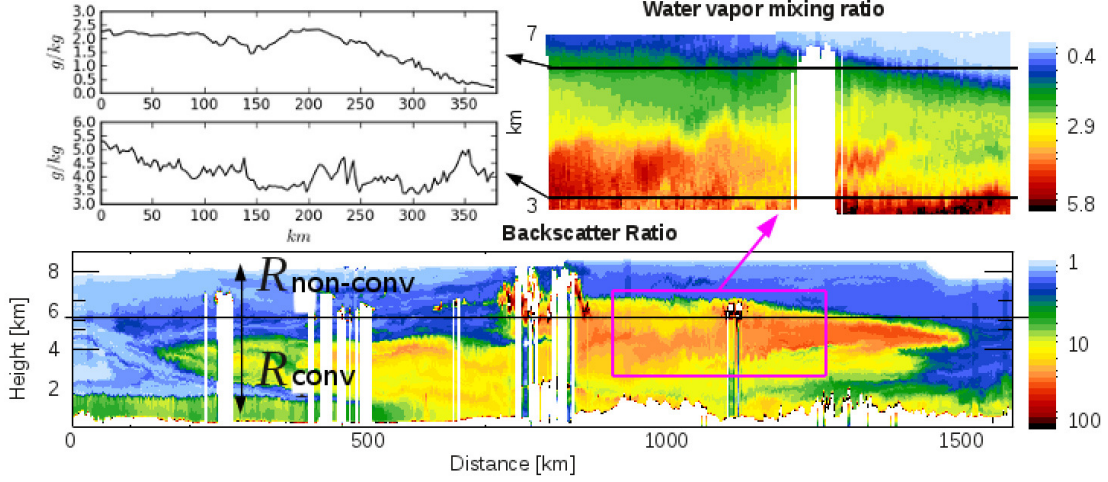 g/kg
3.0
2.5
2.0
1.5
1.0
0.5
0.0
0 50 100 150 200 250 300 350
g/kg
6.0
5.5
5.0
4.5
4.0
3.5
3.0
0 50 100 150 200 250 300 350
km
Water vapor mixing ratio
7
km
3
0.4
2.9
5.8
Backscatter Ratio
Height [km]
8
6
4
2
R non-conv
R conv
0 500 1000 1500
Distance [km]
1
10
100